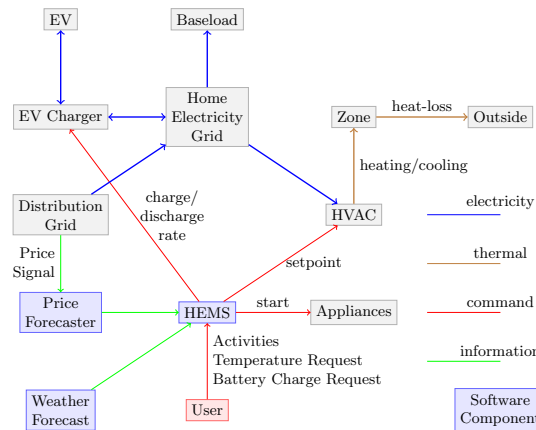 EV
Baseload
EV Charger
Home
Electricity
Grid
Zone
heat-loss
Outside
heating/cooling
charge/
discharge
rate
Distribution
Grid
HVAC
electricity
Price
Signal
setpoint
thermal
Price
Forecaster
HEMS
start
Appliances
command
Activities
Temperature Request
Battery Charge Request
information
Weather
Forecast
User
Software
Component